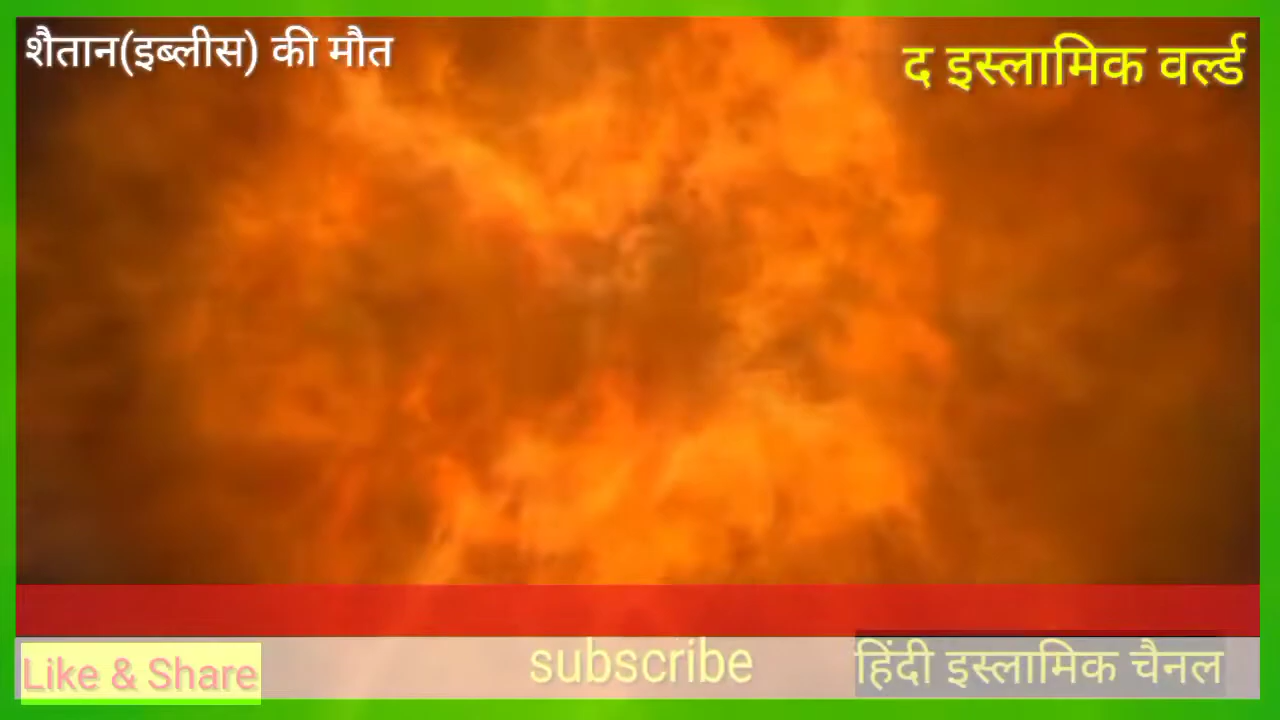 शैतान(इब्लीस) की मौत
द इस्लामिक वर्ल्ड
Like & Share
subscribe
हिंदी इस्लामिक चैनल